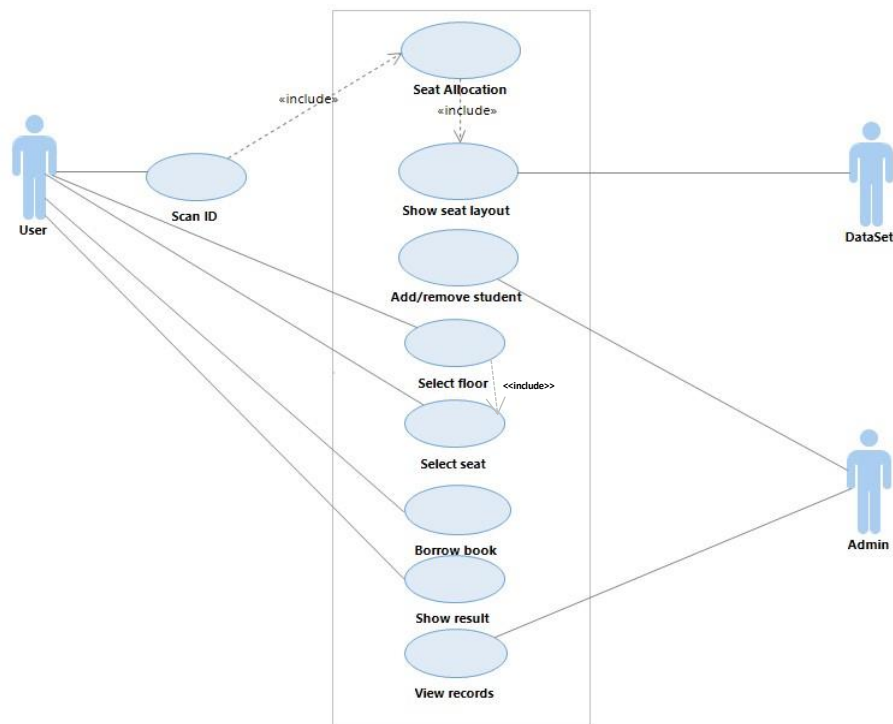 Seat Allocation
«include»
«include»
User
Scan ID
Show seat layout
DataSet
Add/remove student
Select floor
<<include>>
Select seat
Borrow book
Admin
Show result
View records